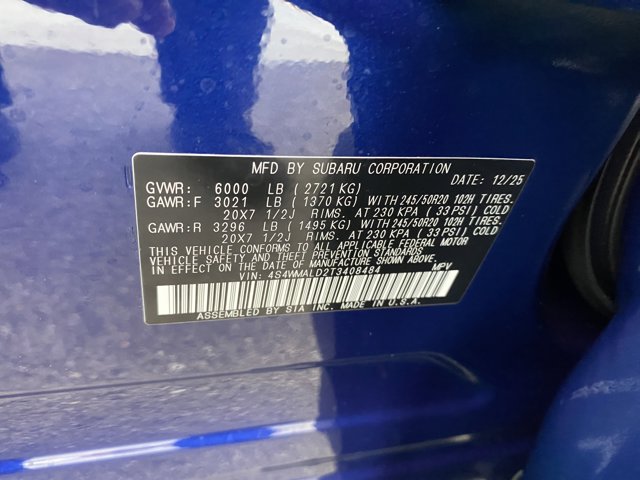 MFD BY SUBARU CORPORATION
DATE: 12/25
GVWR: 6000 LB (2721 KG)
GAWR:F 3021 LB (1370 KG) WITH 245/50R20 102H TIRES.
20X7 1/2J RIMS. AT 230 KPA (33 PSI) COLD
GAWR:R 3296 LB (1495 KG) WITH 245/50R20 102H TIRES.
20X7 1/2J RIMS. AT 230 KPA (33 PSI) COLD
THIS VEHICLE CONFORMS TO ALL APPLICABLE FEDERAL MOTOR
VEHICLE SAFETY AND THEFT PREVENTION STANDARDS IN EFFECT ON
THE DATE OF MANUFACTURE SHOWN ABOVE.
VIN: 4S4WMALD2T3408484 MPV
ASSEMBLED BY SIA INC. MADE IN U.S.A.